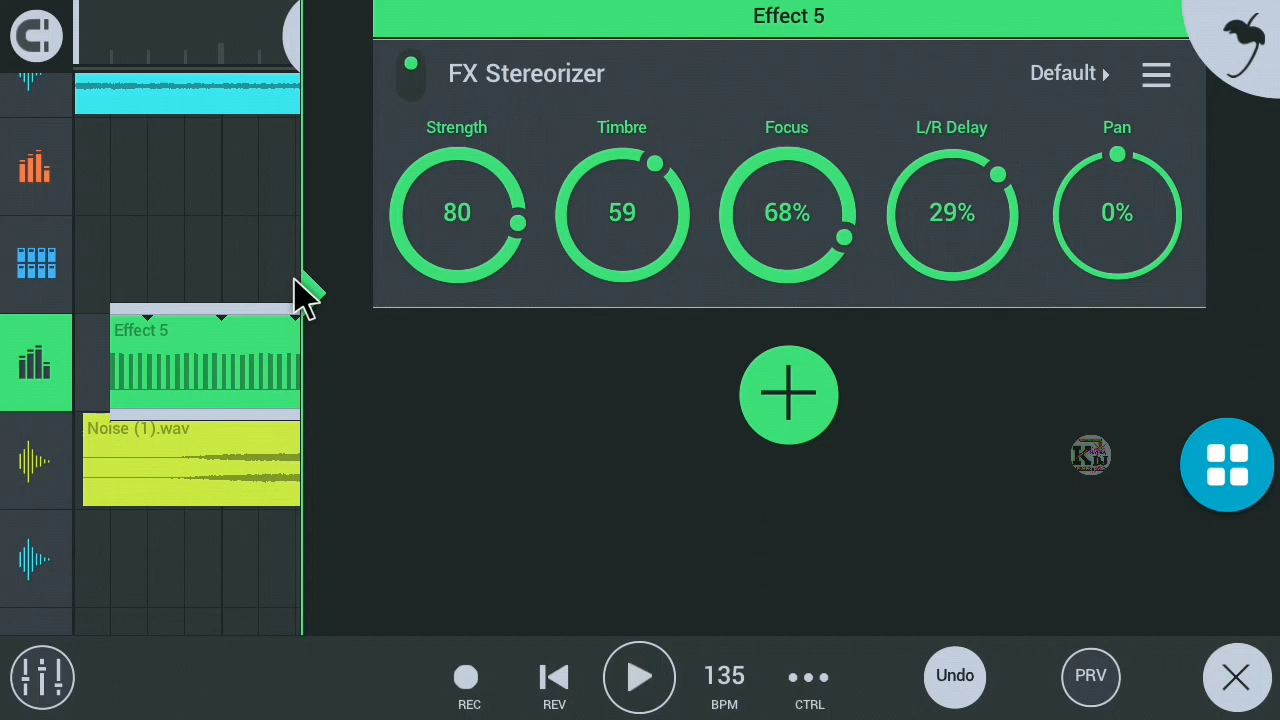 Effect 5
FX Stereorizer
Default
Strength
Timbre
Focus
L/R Delay
Pan
80
59
68%
29%
0%
Effect 5
Noise (1).wav
135
Undo
PRV
REC
REV
BPM
CTRL